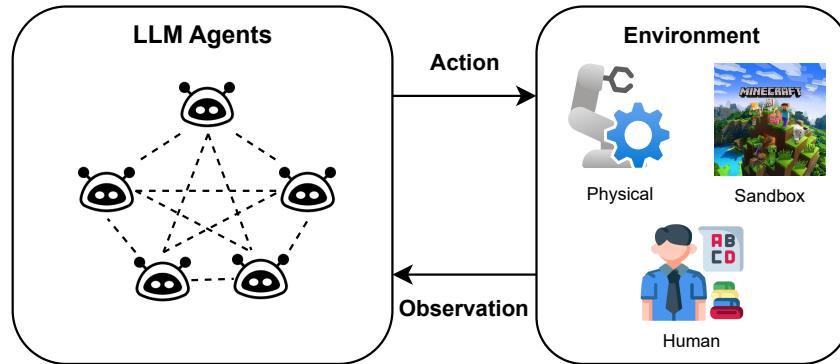 LLM Agents
Action
Observation
Environment
MINECRAFT
Physical
Sandbox
A B
C D
Human